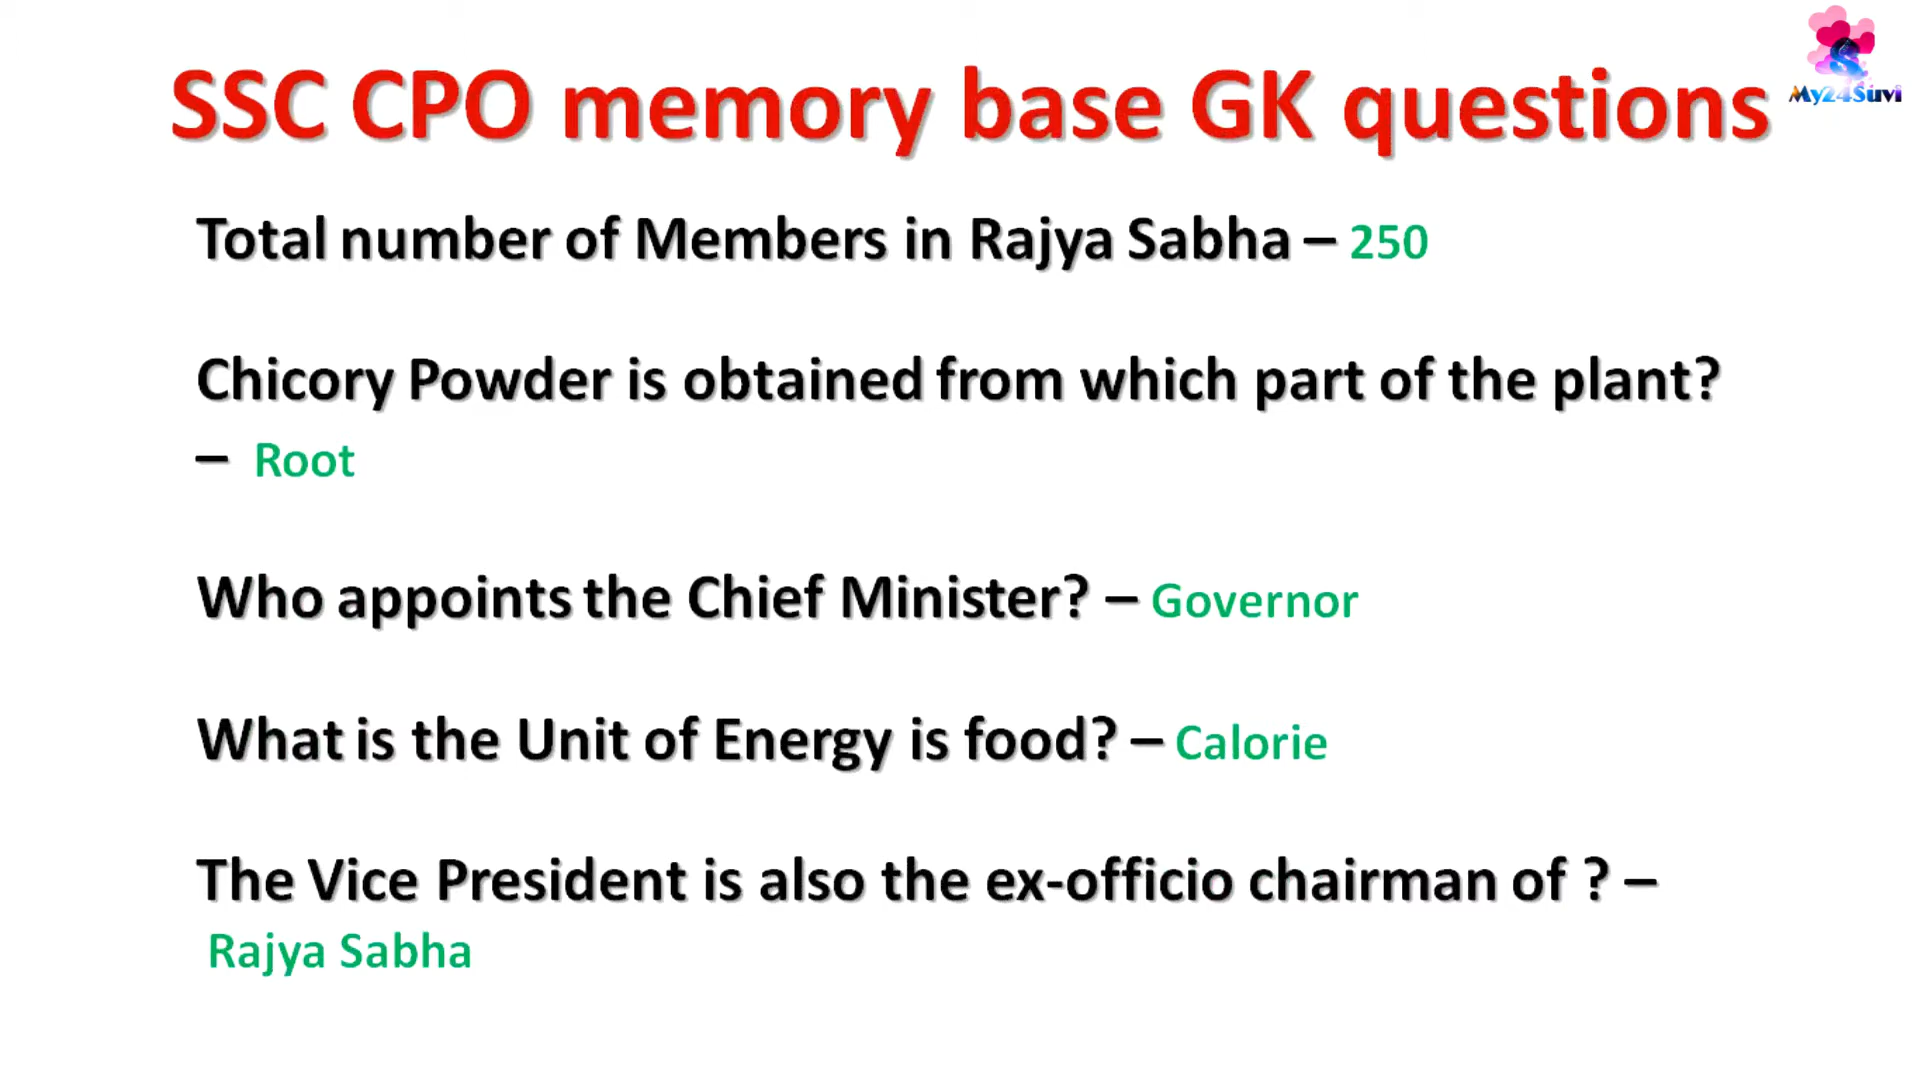 SSC CPO memory base GK questions
My24Suvi
Total number of Members in Rajya Sabha – 250
Chicory Powder is obtained from which part of the plant?
– Root
Who appoints the Chief Minister? – Governor
What is the Unit of Energy is food? – Calorie
The Vice President is also the ex-officio chairman of ? –
Rajya Sabha